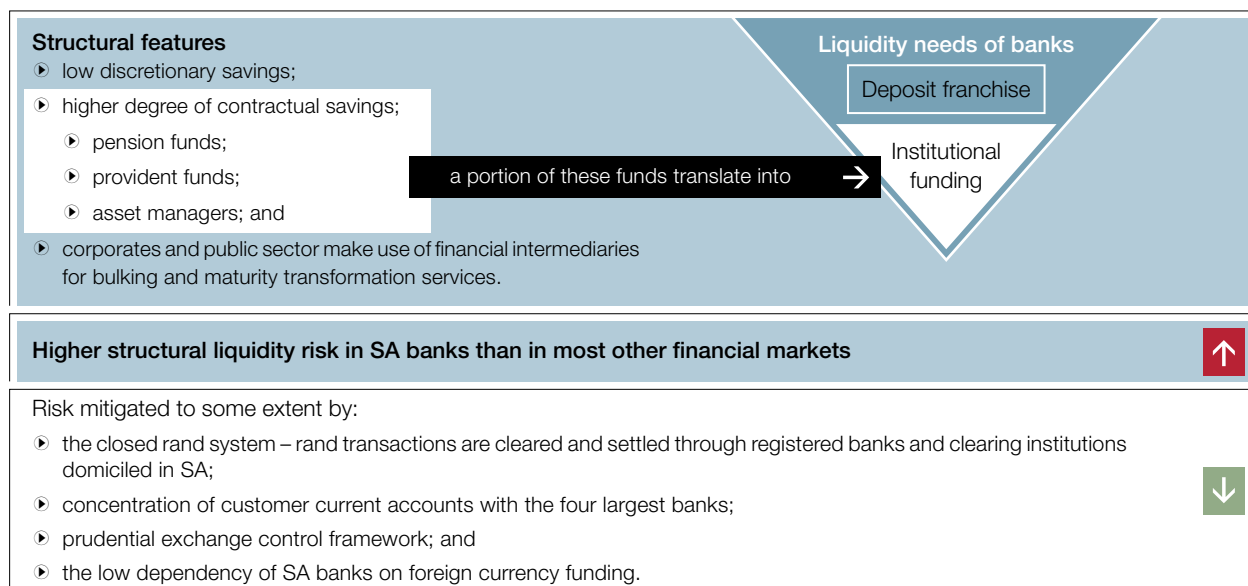 Structural features
low discretionary savings;
higher degree of contractual savings;
pension funds;
provident funds;
asset managers; and
corporates and public sector make use of financial intermediaries
for bulking and maturity transformation services.
a portion of these funds translate into
Liquidity needs of banks
Deposit franchise
Institutional
funding
Higher structural liquidity risk in SA banks than in most other financial markets
Risk mitigated to some extent by:
the closed rand system – rand transactions are cleared and settled through registered banks and clearing institutions
domiciled in SA;
concentration of customer current accounts with the four largest banks;
prudential exchange control framework; and
the low dependency of SA banks on foreign currency funding.